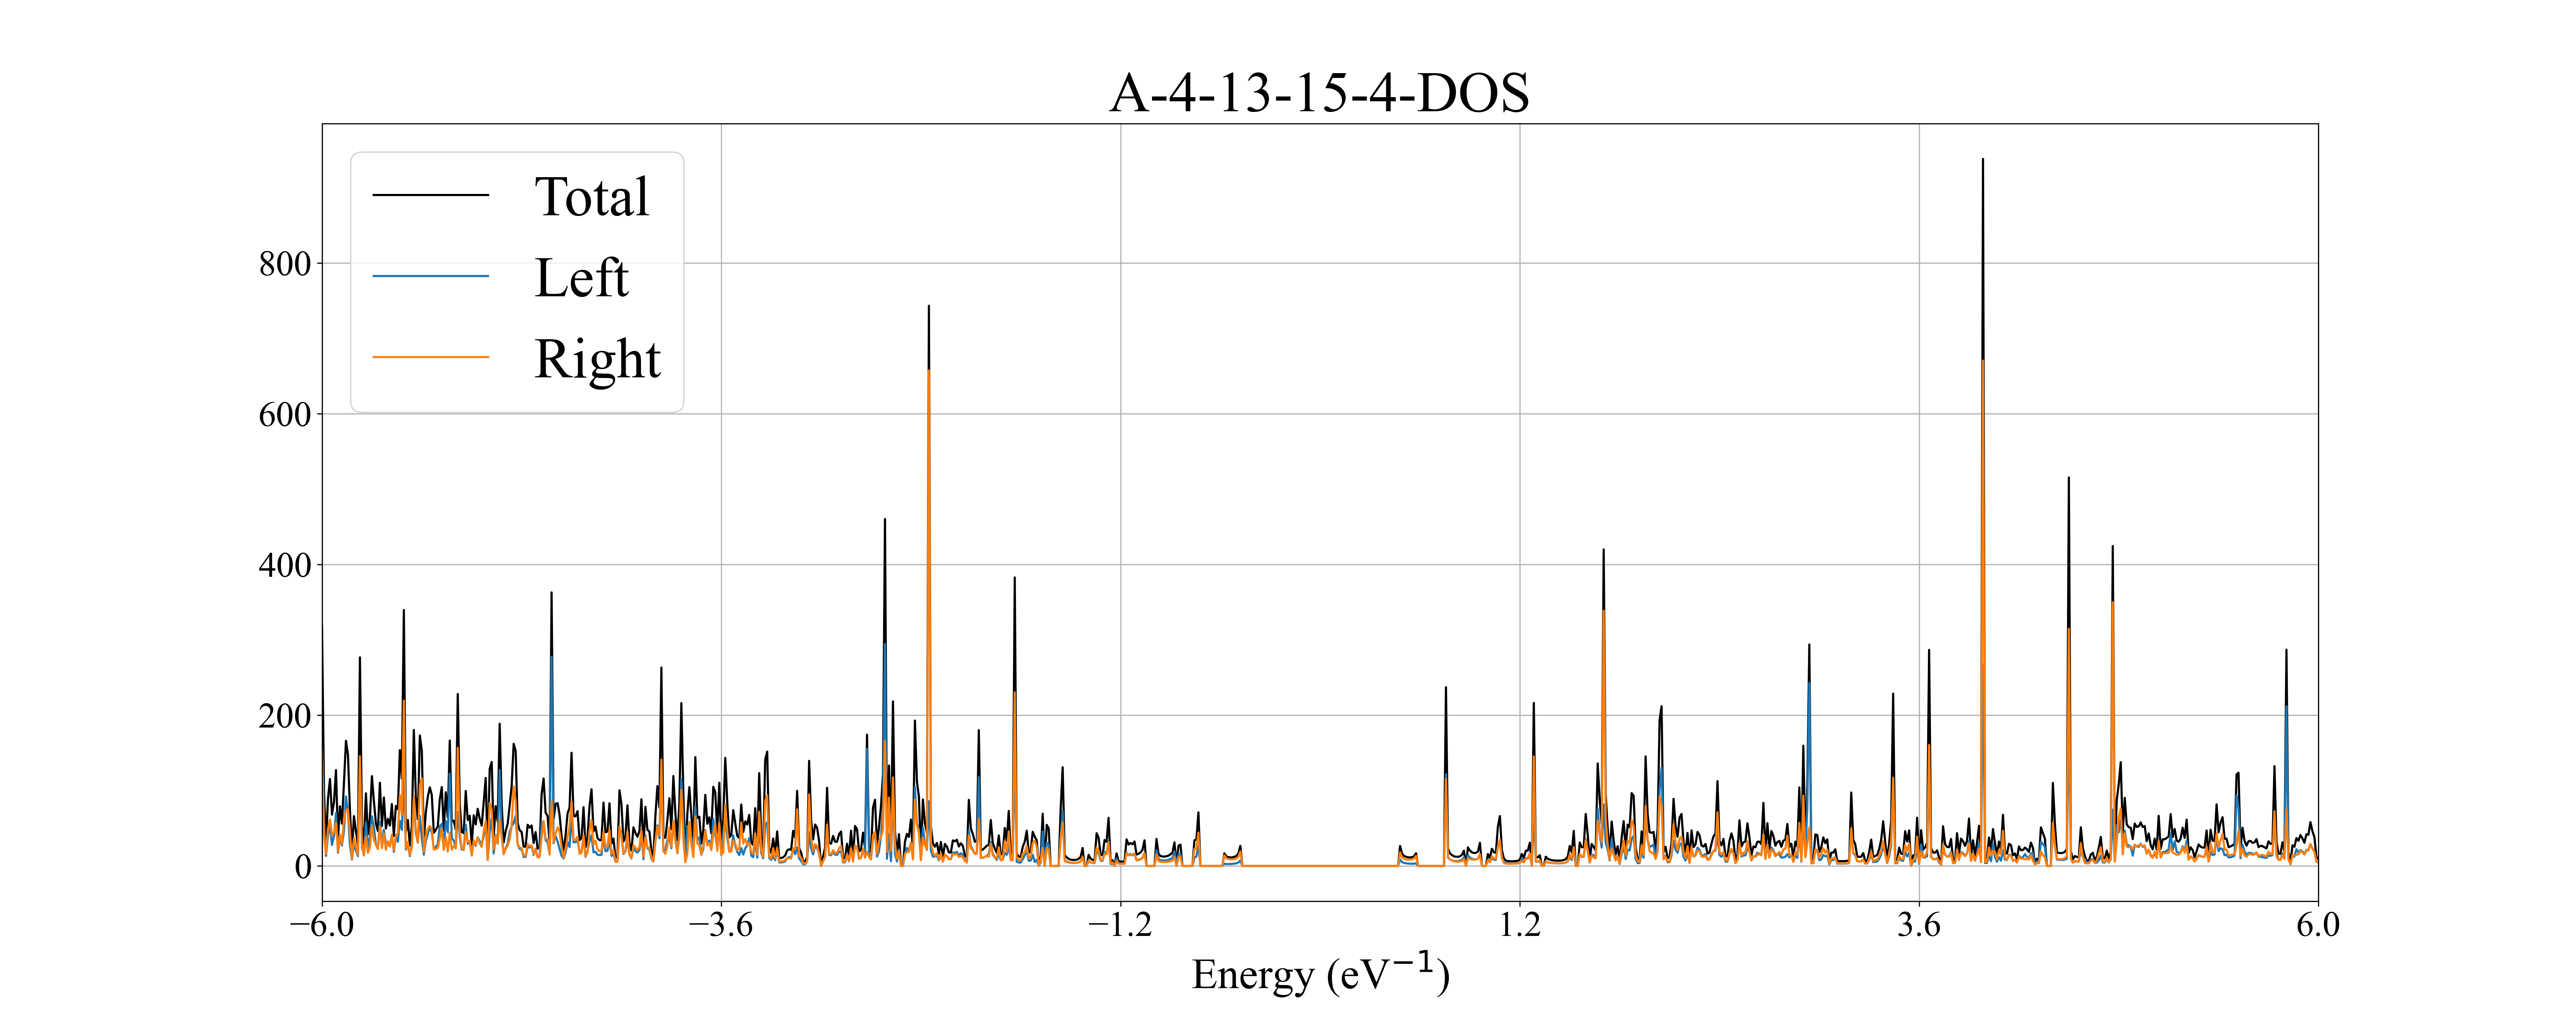 A-4-13-15-4-DOS
Total
Left
Right
800
600
400
200
0
−6.0 −3.6 −1.2 1.2 3.6 6.0
Energy (eV⁻¹)